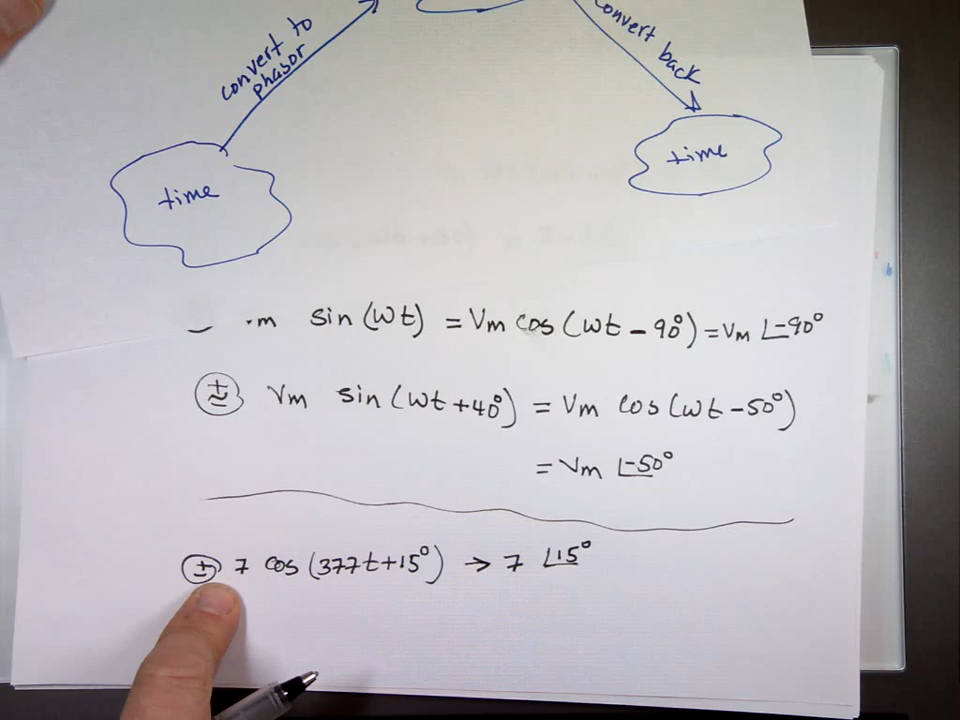 convert to
phasor
convert back
time
time
m sin(ωt) = Vm cos(ωt - 90°) = Vm ∠-90°
Vm sin(ωt + 40°) = Vm cos(ωt - 50°)
= Vm ∠-50°
± 7 cos(377t + 15°) → 7 ∠15°